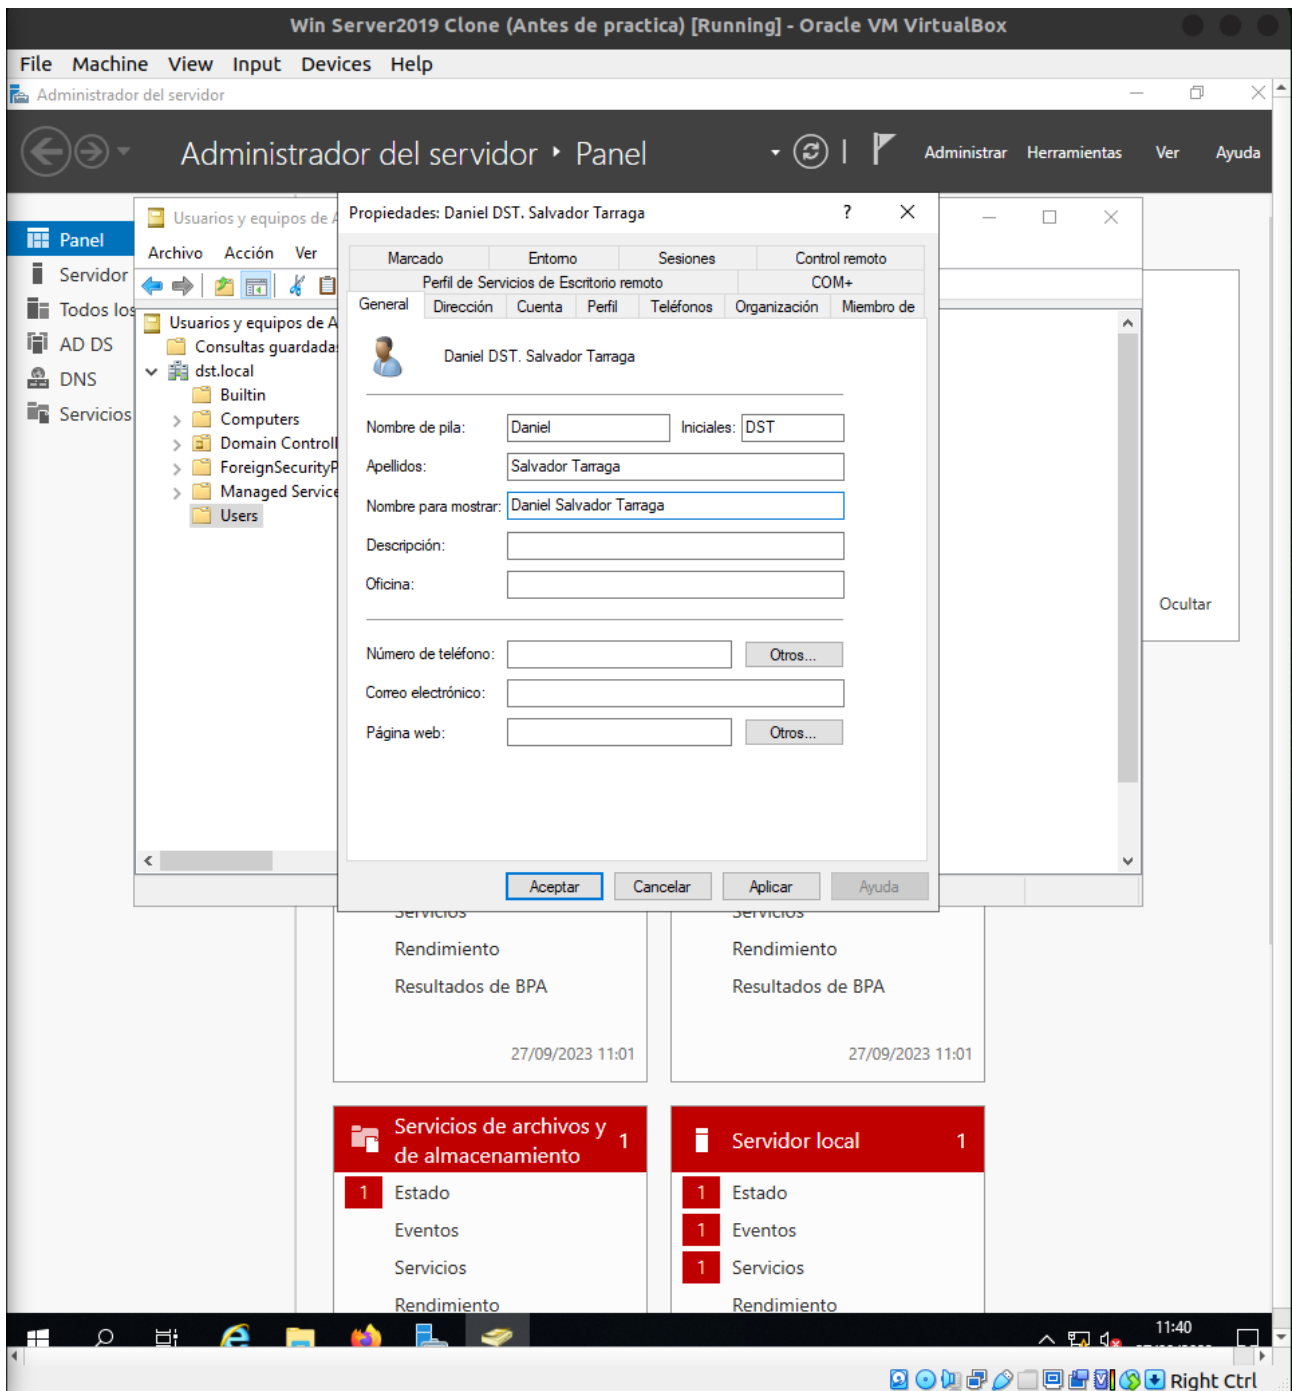 Win Server2019 Clone (Antes de practica) [Running] - Oracle VM VirtualBox
File Machine View Input Devices Help
Administrador del servidor
Administrador del servidor ‣ Panel
Administrar Herramientas Ver Ayuda
Panel
Servidor
Todos los
AD DS
DNS
Servicios
Usuarios y equipos de A
Archivo Acción Ver
Usuarios y equipos de A
Consultas guardadas
dst.local
Builtin
Computers
Domain Controll
ForeignSecurityP
Managed Service
Users
Propiedades: Daniel DST. Salvador Tarraga ? X
Marcado Entorno Sesiones Control remoto
Perfil de Servicios de Escritorio remoto COM+
General Dirección Cuenta Perfil Teléfonos Organización Miembro de
Daniel DST. Salvador Tarraga
Nombre de pila: Daniel Iniciales: DST
Apellidos: Salvador Tarraga
Nombre para mostrar: Daniel Salvador Tarraga
Descripción:
Oficina:
Número de teléfono: Otros...
Correo electrónico:
Página web: Otros...
Aceptar Cancelar Aplicar Ayuda
Ocultar
Servicios
Rendimiento
Resultados de BPA
27/09/2023 11:01
Servicios
Rendimiento
Resultados de BPA
27/09/2023 11:01
Servicios de archivos y
de almacenamiento 1
1 Estado
Eventos
Servicios
Rendimiento
Servidor local 1
1 Estado
1 Eventos
1 Servicios
Rendimiento
11:40
Right Ctrl